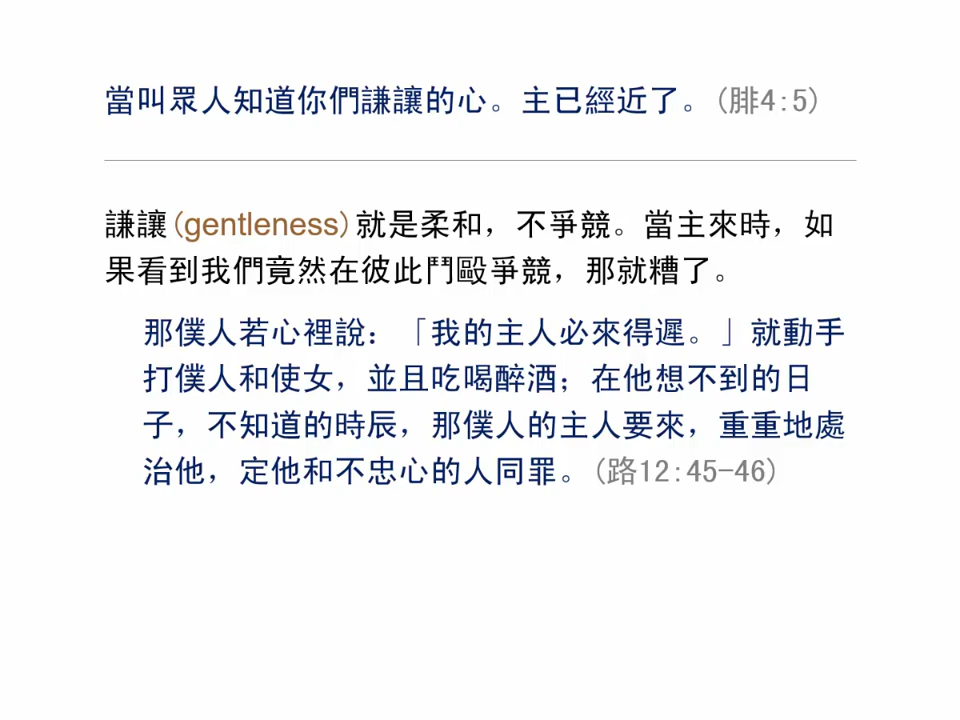 當叫眾人知道你們謙讓的心。主已經近了。(腓4:5)
謙讓(gentleness)就是柔和，不爭競。當主來時，如
果看到我們竟然在彼此鬥毆爭競，那就糟了。
那僕人若心裡說：「我的主人必來得遲。」就動手
打僕人和使女，並且吃喝醉酒；在他想不到的日
子，不知道的時辰，那僕人的主人要來，重重地處
治他，定他和不忠心的人同罪。(路12:45-46)